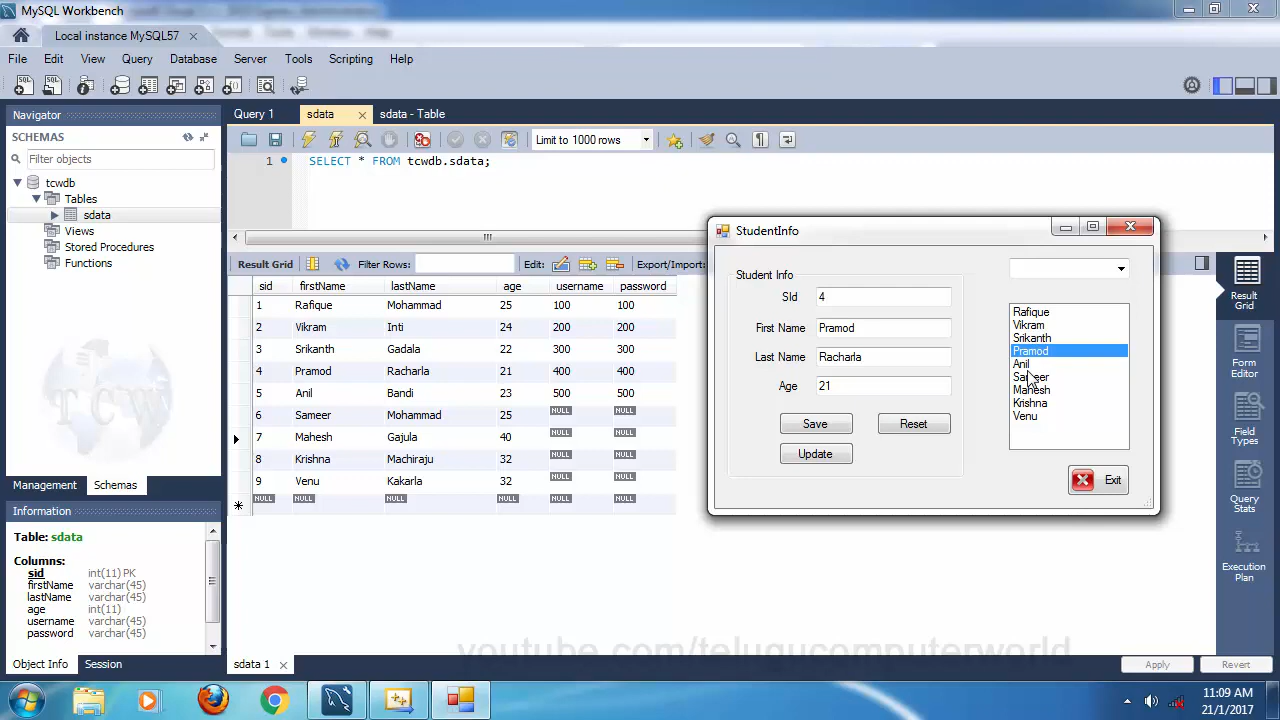 MySQL Workbench
Local instance MySQL57
File Edit View Query Database Server Tools Scripting Help
Navigator
SCHEMAS
Filter objects
tcwdb
Tables
sdata
Views
Stored Procedures
Functions
TCW
Management Schemas
Information
Table: sdata
Columns:
sid int(11) PK
firstName varchar(45)
lastName varchar(45)
age int(11)
username varchar(45)
password varchar(45)
Object Info Session
Query 1 sdata sdata - Table
Limit to 1000 rows
1 SELECT * FROM tcwdb.sdata;
Result Grid Filter Rows: Edit: Export/Import:
sid firstName lastName age username password
1 Rafique Mohammad 25 100 100
2 Vikram Inti 24 200 200
3 Srikanth Gadala 22 300 300
4 Pramod Racharla 21 400 400
5 Anil Bandi 23 500 500
6 Sameer Mohammad 25 NULL NULL
7 Mahesh Gajula 40 NULL NULL
8 Krishna Machiraju 32 NULL NULL
9 Venu Kakarla 32 NULL NULL
NULL NULL NULL NULL NULL NULL
StudentInfo
Student Info
SId 4
First Name Pramod
Last Name Racharla
Age 21
Save Reset
Update
Rafique
Vikram
Srikanth
Pramod
Anil
Sameer
Mahesh
Krishna
Venu
Exit
Result
Grid
Form
Editor
Field
Types
Query
Stats
Execution
Plan
youtube.com/telugucomputerworld
sdata 1
Apply Revert
11:09 AM
21/1/2017